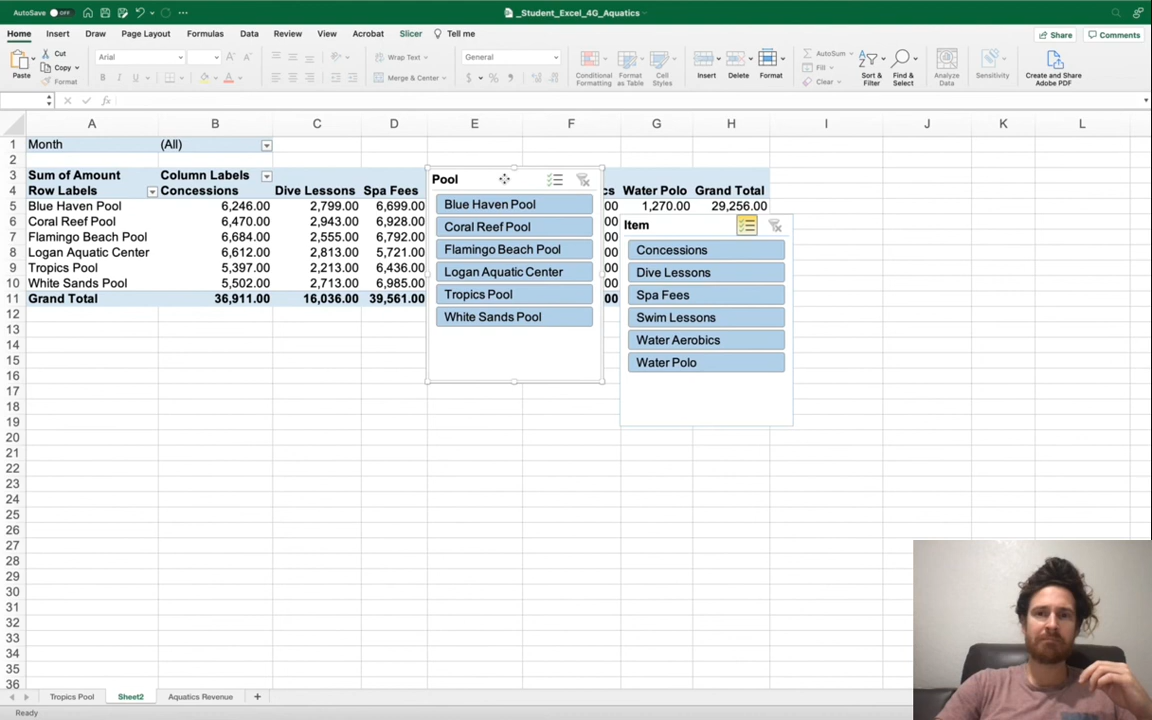 AutoSave OFF
_Student_Excel_4G_Aquatics
Home Insert Draw Page Layout Formulas Data Review View Acrobat Slicer Tell me
Share Comments
Paste
Cut
Copy
Format
Arial
B I U
Wrap Text
Merge & Center
General
Conditional Formatting
Format as Table
Cell Styles
Insert
Delete
Format
AutoSum
Fill
Clear
Sort & Filter
Find & Select
Analyze Data
Sensitivity
Create and Share Adobe PDF
fx
A B C D E F G H I J K L
1 Month (All)
2
3 Sum of Amount Column Labels
4 Row Labels Concessions Dive Lessons Spa Fees Water Polo Grand Total
5 Blue Haven Pool 6,246.00 2,799.00 6,699.00 1,270.00 29,256.00
6 Coral Reef Pool 6,470.00 2,943.00 6,928.00
7 Flamingo Beach Pool 6,684.00 2,555.00 6,792.00
8 Logan Aquatic Center 6,612.00 2,813.00 5,721.00
9 Tropics Pool 5,397.00 2,213.00 6,436.00
10 White Sands Pool 5,502.00 2,713.00 6,985.00
11 Grand Total 36,911.00 16,036.00 39,561.00
12
13
14
15
16
17
18
19
20
21
22
23
24
25
26
27
28
29
30
31
32
33
34
35
36
Pool
Blue Haven Pool
Coral Reef Pool
Flamingo Beach Pool
Logan Aquatic Center
Tropics Pool
White Sands Pool
Item
Concessions
Dive Lessons
Spa Fees
Swim Lessons
Water Aerobics
Water Polo
Tropics Pool Sheet2 Aquatics Revenue +
Ready